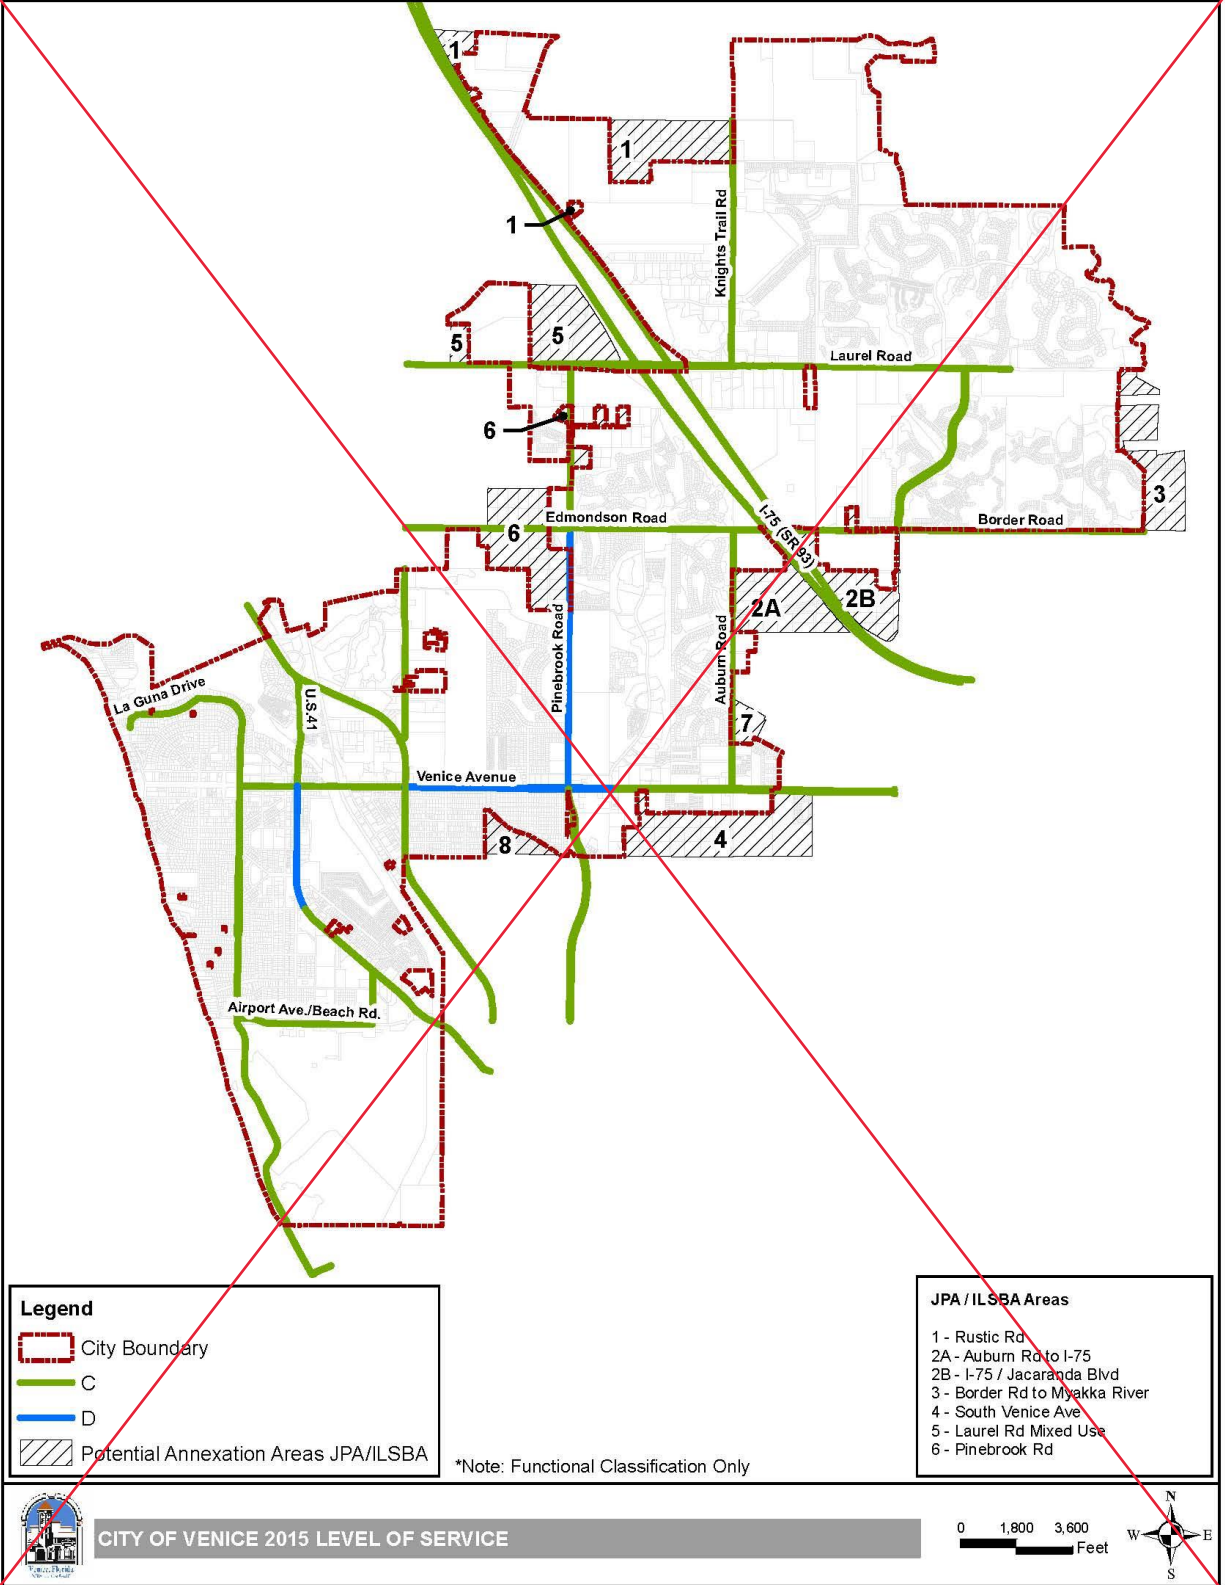 1
1
Knights Trail Rd
1
5
5
Laurel Road
6
3
I-75 (SR 93)
Edmondson Road
Border Road
6
2A
2B
Pinebrook Road
Auburn Road
La Guna Drive
U.S.41
7
Venice Avenue
8
4
Airport Ave./Beach Rd.
Legend
City Boundary
C
D
Potential Annexation Areas JPA/ILSBA
*Note: Functional Classification Only
JPA / ILSBA Areas
1 - Rustic Rd
2A - Auburn Rd to I-75
2B - I-75 / Jacaranda Blvd
3 - Border Rd to Myakka River
4 - South Venice Ave
5 - Laurel Rd Mixed Use
6 - Pinebrook Rd
CITY OF VENICE 2015 LEVEL OF SERVICE
Venice, Florida
0 1,800 3,600
Feet
N
W E
S